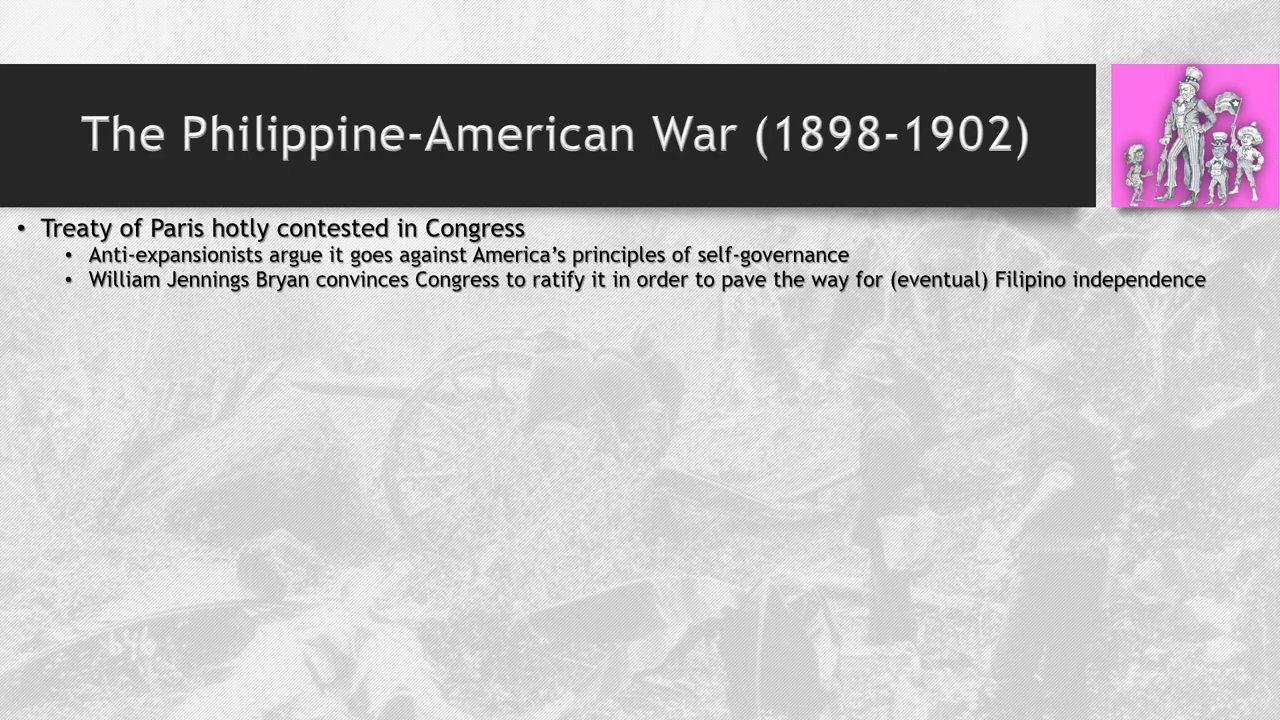 The Philippine-American War (1898-1902)
• Treaty of Paris hotly contested in Congress
• Anti-expansionists argue it goes against America’s principles of self-governance
• William Jennings Bryan convinces Congress to ratify it in order to pave the way for (eventual) Filipino independence
646